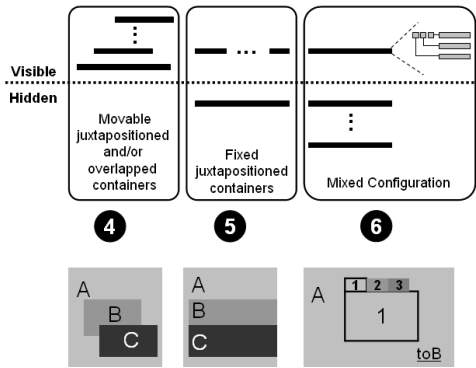 Visible
Hidden
Movable
juxtapositioned
and/or
overlapped
containers
Fixed
juxtapositioned
containers
Mixed Configuration
4
5
6
A
B
C
A
B
C
A
1 2 3
1
toB